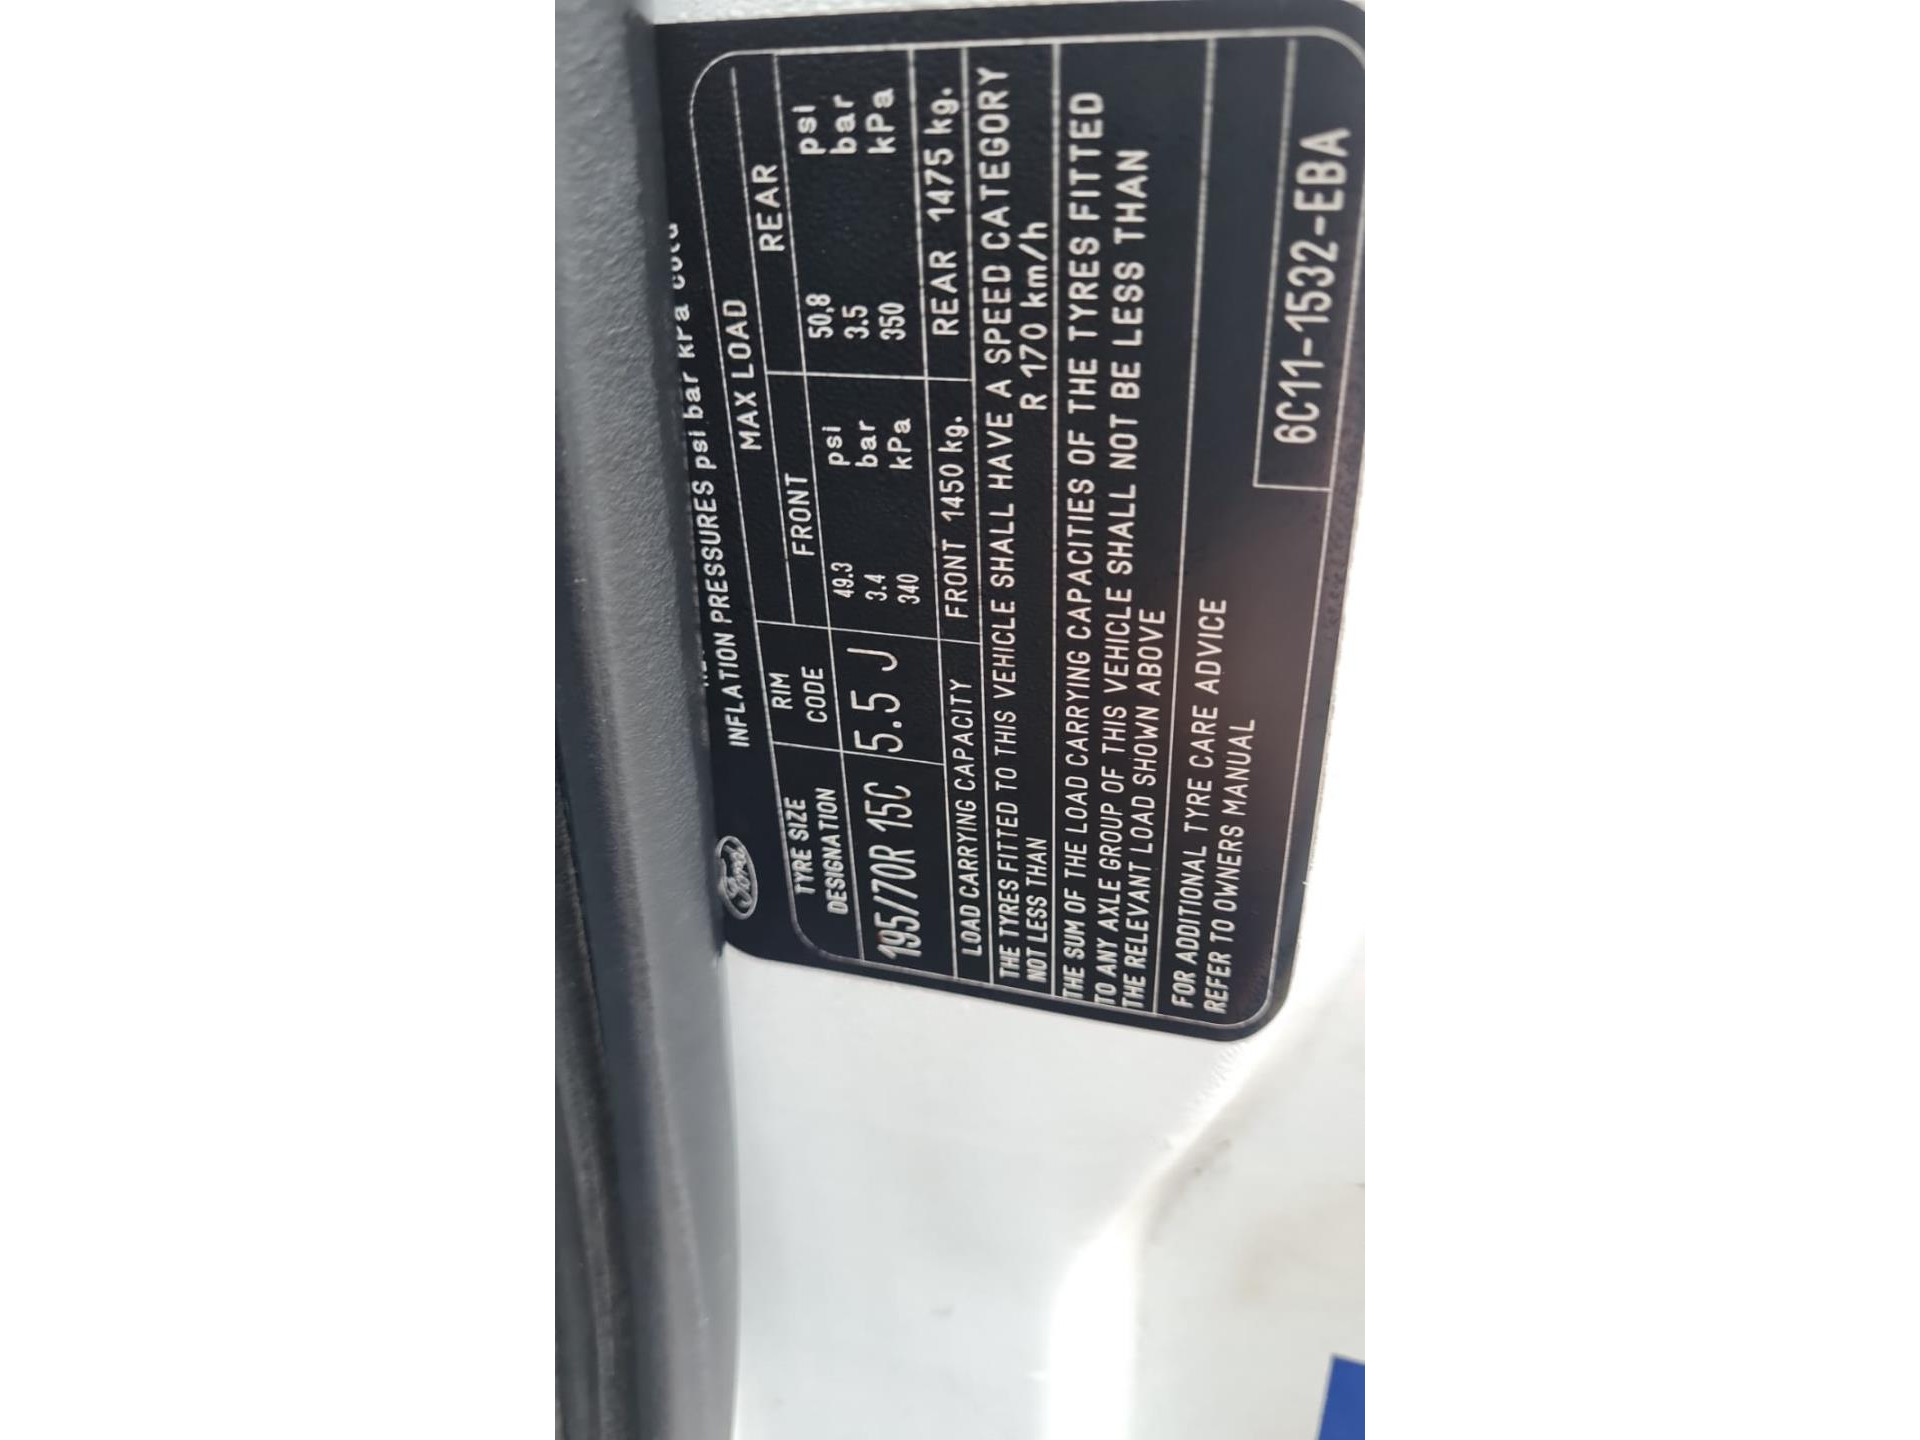 INFLATION PRESSURES psi bar
MAX LOAD
Ford
TYRE SIZE
DESIGNATION
RIM
CODE
FRONT
REAR
195/70R 15C
5.5 J
49.3 psi
3.4 bar
340 kPa
50,8 psi
3.5 bar
350 kPa
LOAD CARRYING CAPACITY
FRONT 1450 kg.
REAR 1475 kg.
THE TYRES FITTED TO THIS VEHICLE SHALL HAVE A SPEED CATEGORY
NOT LESS THAN R 170 km/h
THE SUM OF THE LOAD CARRYING CAPACITIES OF THE TYRES FITTED
TO ANY AXLE GROUP OF THIS VEHICLE SHALL NOT BE LESS THAN
THE RELEVANT LOAD SHOWN ABOVE
FOR ADDITIONAL TYRE CARE ADVICE
REFER TO OWNERS MANUAL
6C11-1532-EBA